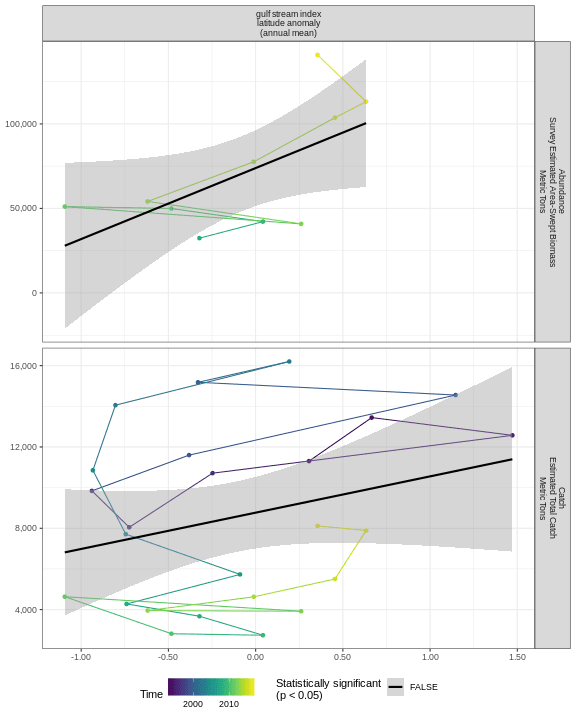 gulf stream index
latitude anomaly
(annual mean)
100,000
50,000
0
Abundance
Survey Estimated Area-Swept Biomass
Metric Tons
16,000
12,000
8,000
4,000
Catch
Estimated Total Catch
Metric Tons
-1.00
-0.50
0.00
0.50
1.00
1.50
Time
2000
2010
Statistically significant
(p < 0.05)
FALSE